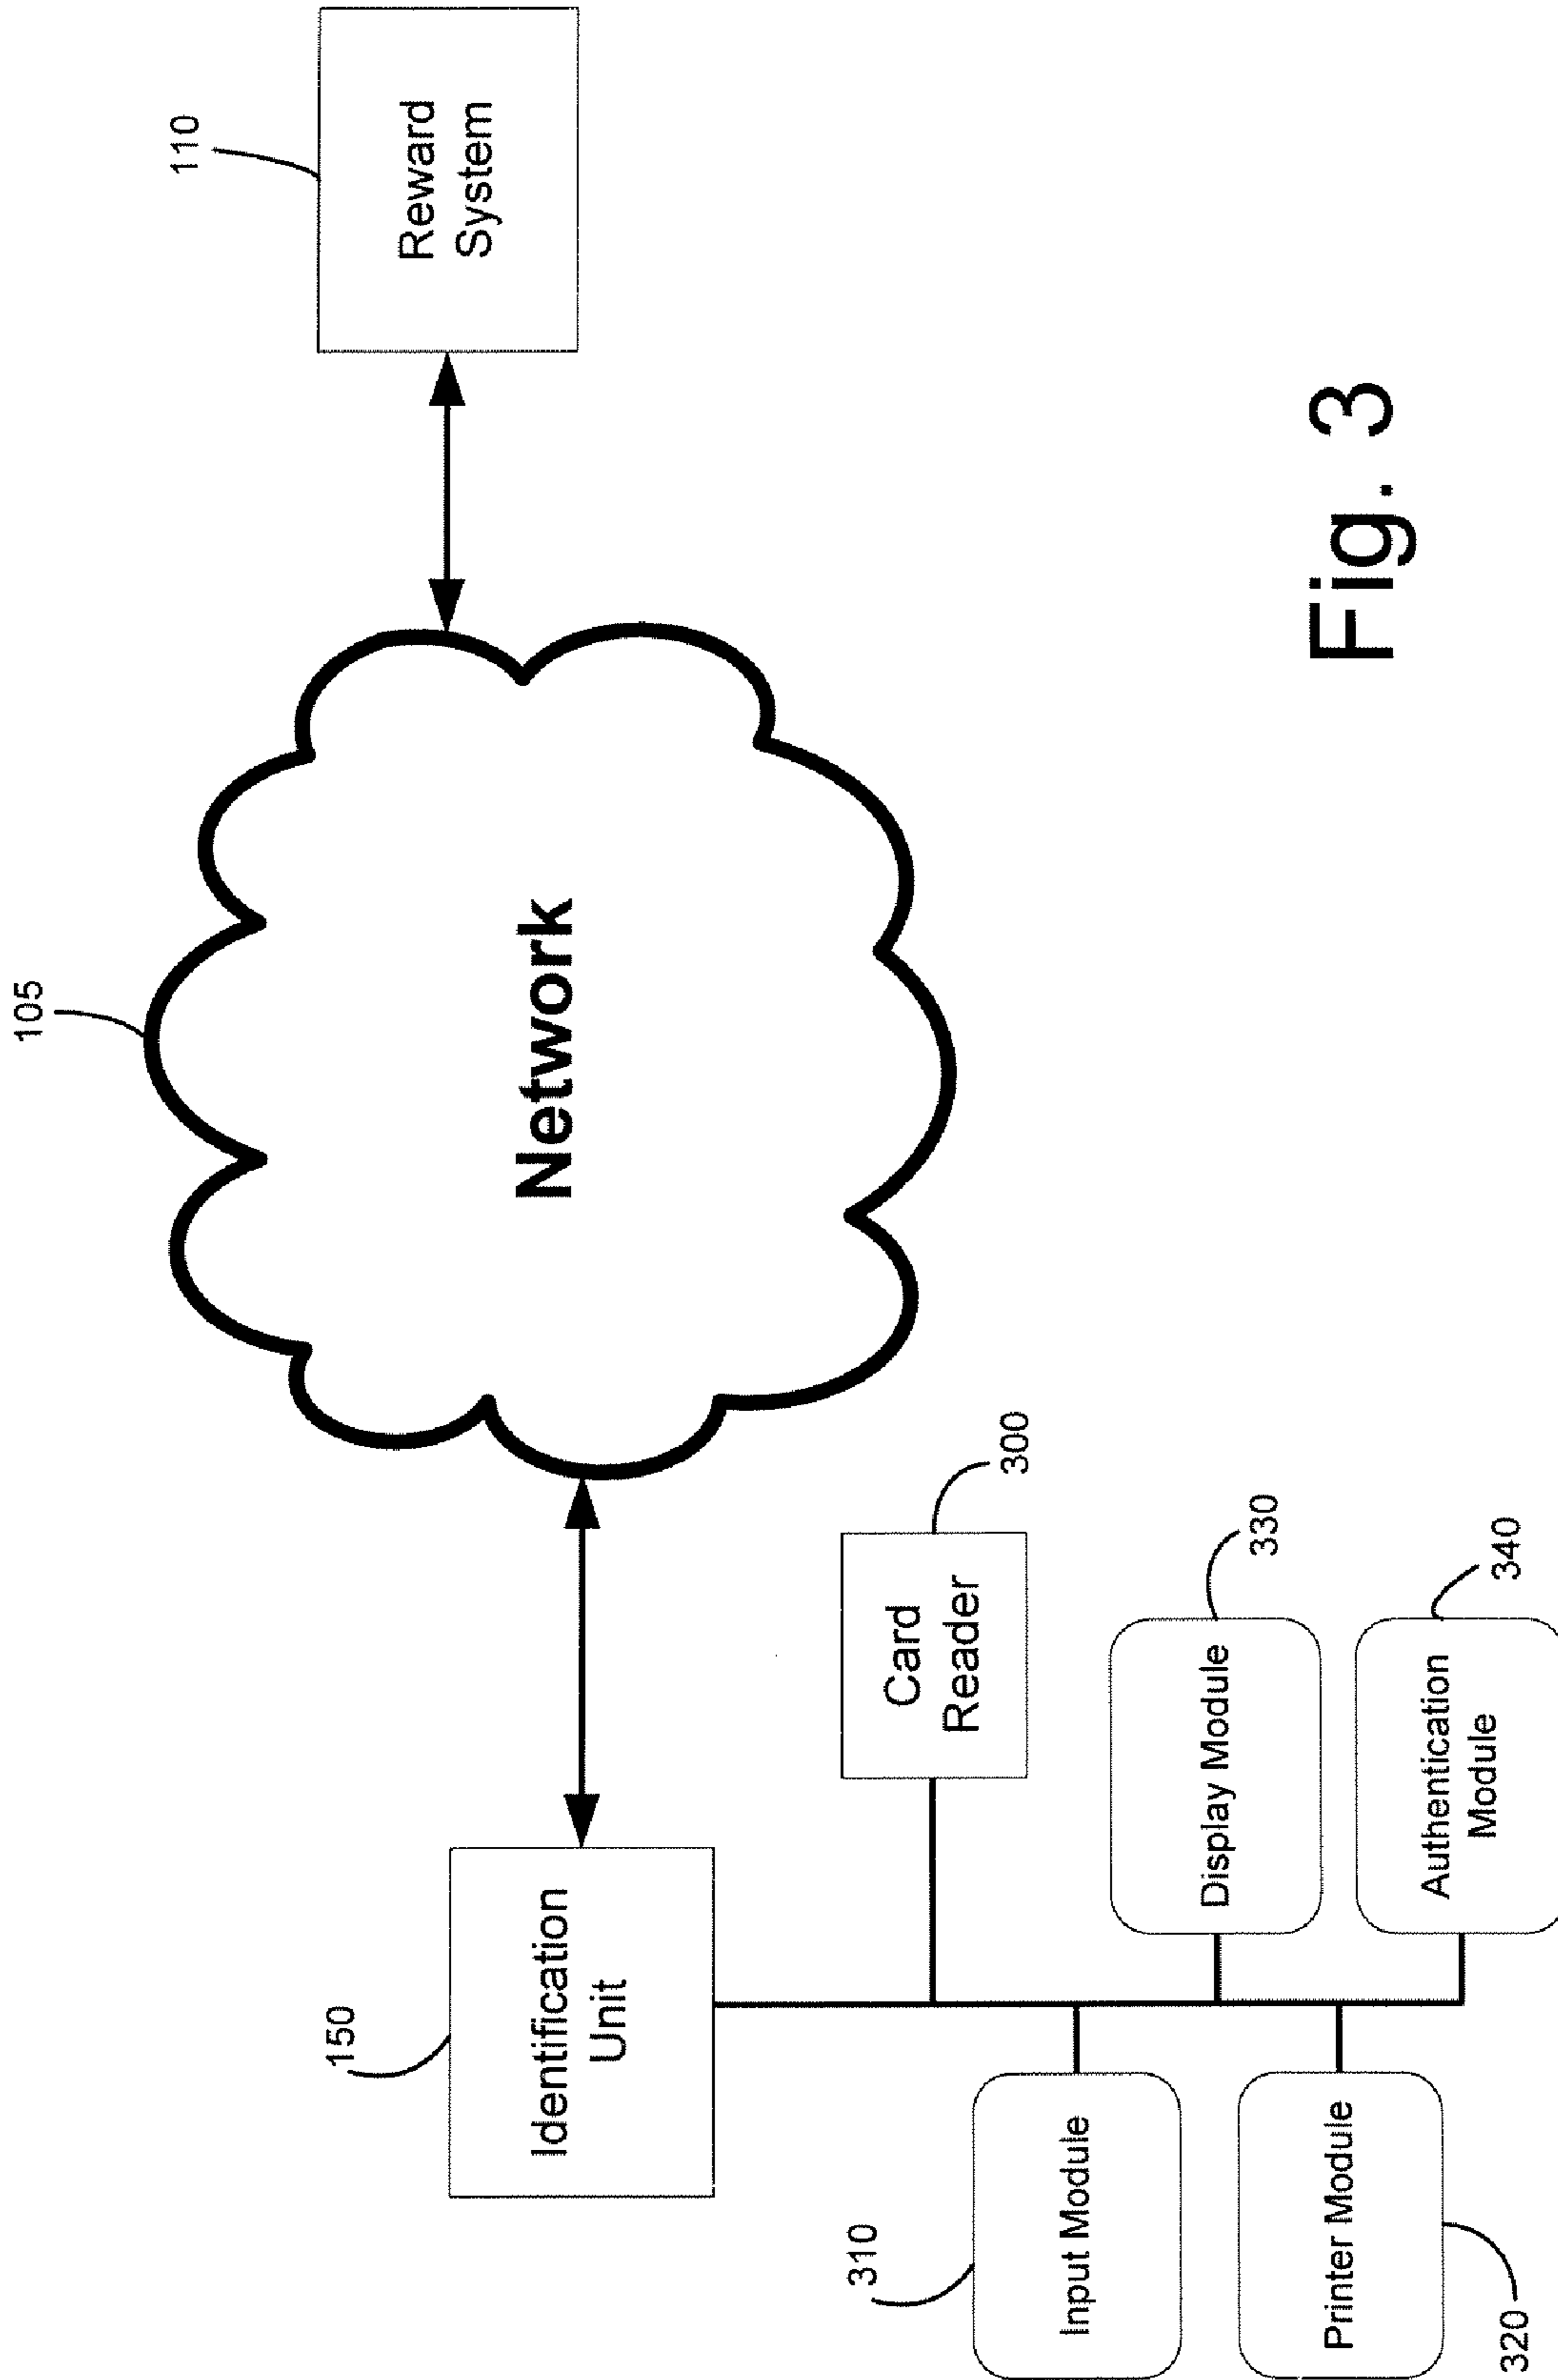 105
110
Reward
System
Network
150
Identification
Unit
300
Card
Reader
310
Input Module
330
Display Module
320
Printer Module
340
Authentication
Module
Fig. 3